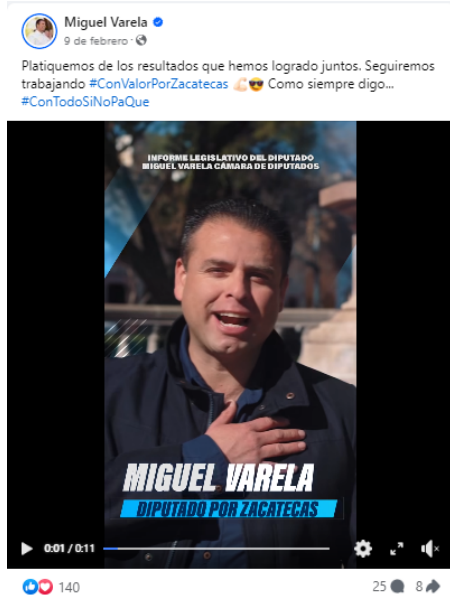 Miguel Varela
9 de febrero ·
Platiquemos de los resultados que hemos logrado juntos. Seguiremos
trabajando #ConValorPorZacatecas 💪🏻😎 Como siempre digo...
#ConTodoSiNoPaQue
INFORME LEGISLATIVO DEL DIPUTADO
MIGUEL VARELA CÁMARA DE DIPUTADOS
MIGUEL VARELA
DIPUTADO POR ZACATECAS
0:01 / 0:11
140
25
8